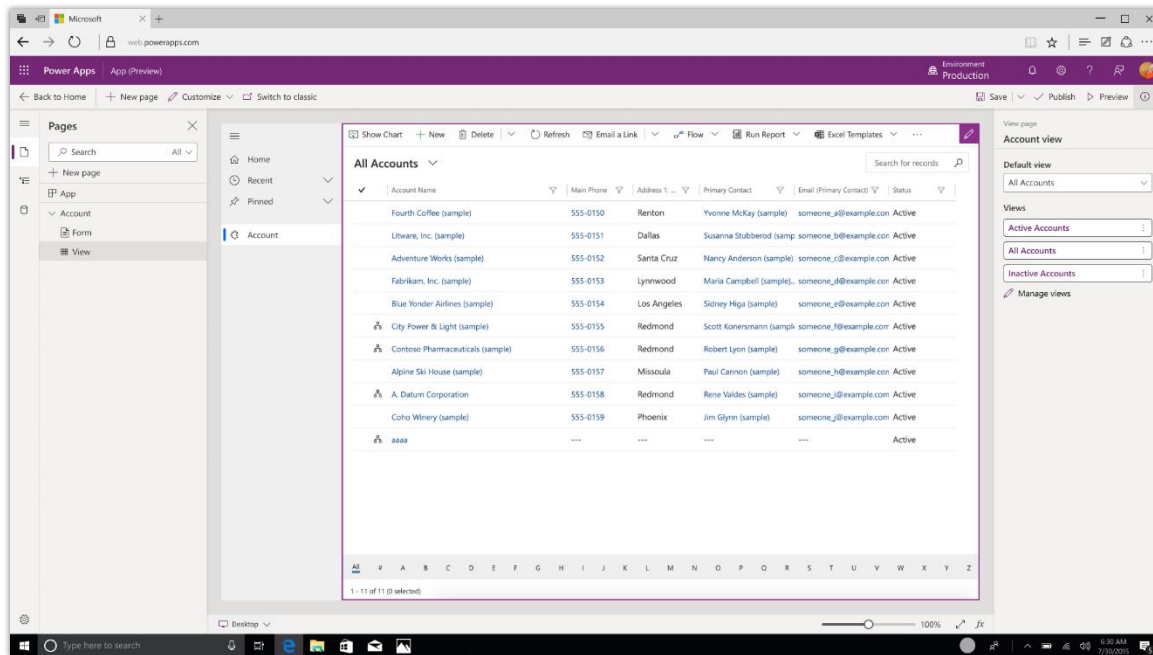 Microsoft
web.powerapps.com
Power Apps App (Preview)
Environment
Production
Back to Home New page Customize Switch to classic Save Publish Preview
Pages
Search All
New page
App
Account
Form
View
Home
Recent
Pinned
Account
Show Chart New Delete Refresh Email a Link Flow Run Report Excel Templates ...
All Accounts
Search for records
Account Name Main Phone Address 1: ... Primary Contact Email (Primary Contact) Status
Fourth Coffee (sample) 555-0150 Renton Yvonne McKay (sample) someone_a@example.con Active
Litware, Inc. (sample) 555-0151 Dallas Susanna Stubberod (samp someone_b@example.cor Active
Adventure Works (sample) 555-0152 Santa Cruz Nancy Anderson (sample) someone_c@example.con Active
Fabrikam, Inc. (sample) 555-0153 Lynnwood Maria Campbell (sample)... someone_d@example.con Active
Blue Yonder Airlines (sample) 555-0154 Los Angeles Sidney Higa (sample) someone_e@example.con Active
City Power & Light (sample) 555-0155 Redmond Scott Konersmann (sampl someone_f@example.com Active
Contoso Pharmaceuticals (sample) 555-0156 Redmond Robert Lyon (sample) someone_g@example.con Active
Alpine Ski House (sample) 555-0157 Missoula Paul Cannon (sample) someone_h@example.con Active
A. Datum Corporation 555-0158 Redmond Rene Valdes (sample) someone_i@example.com Active
Coho Winery (sample) 555-0159 Phoenix Jim Glynn (sample) someone_j@example.com Active
aaaa --- --- --- --- Active
All # A B C D E F G H I J K L M N O P Q R S T U V W X Y Z
1 - 11 of 11 (0 selected)
Desktop 100% fx
View page
Account view
Default view
All Accounts
Views
Active Accounts
All Accounts
Inactive Accounts
Manage views
Type here to search
6:30 AM
7/30/2015